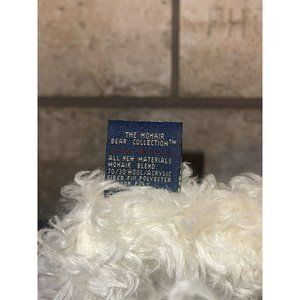 THE MOHAIR
BEAR COLLECTION™
ALL NEW MATERIALS
MOHAIR BLEND
70/30 WOOL/ACRYLIC
FIBER FILL POLYESTER